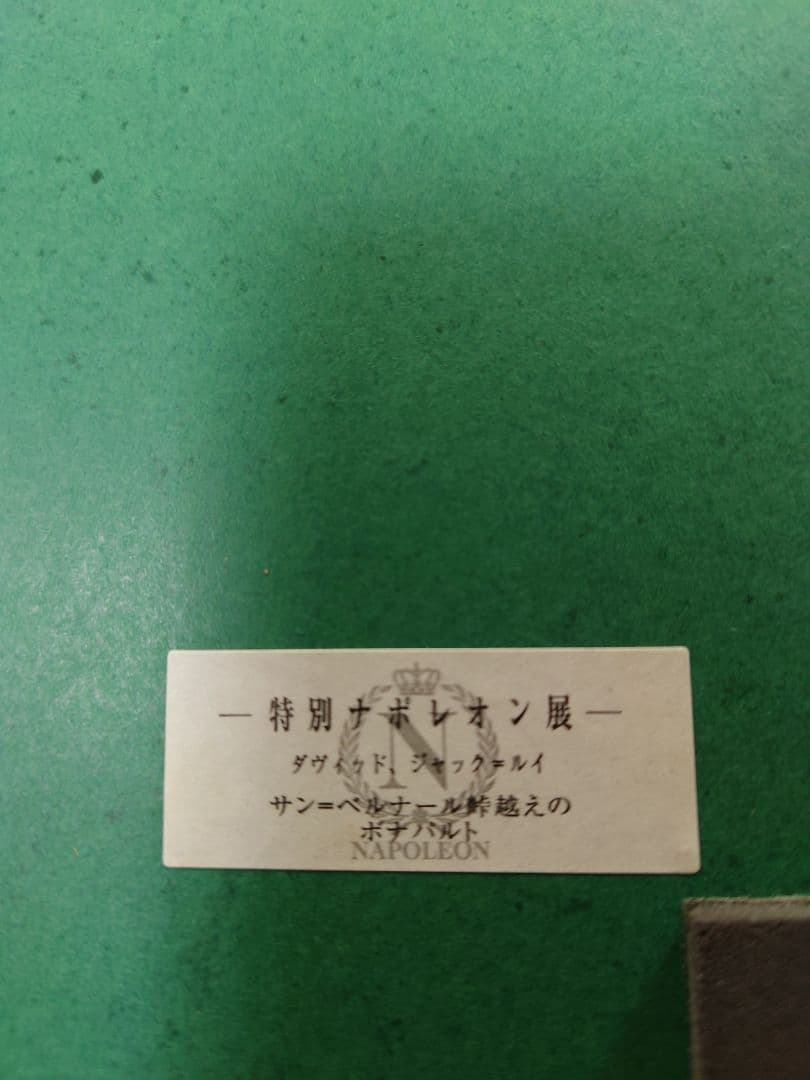 — 特別ナポレオン展 —
ダヴィッド、ジャック=ルイ
サン=ベルナール峠越えの
ボナパルト
N
NAPOLEON